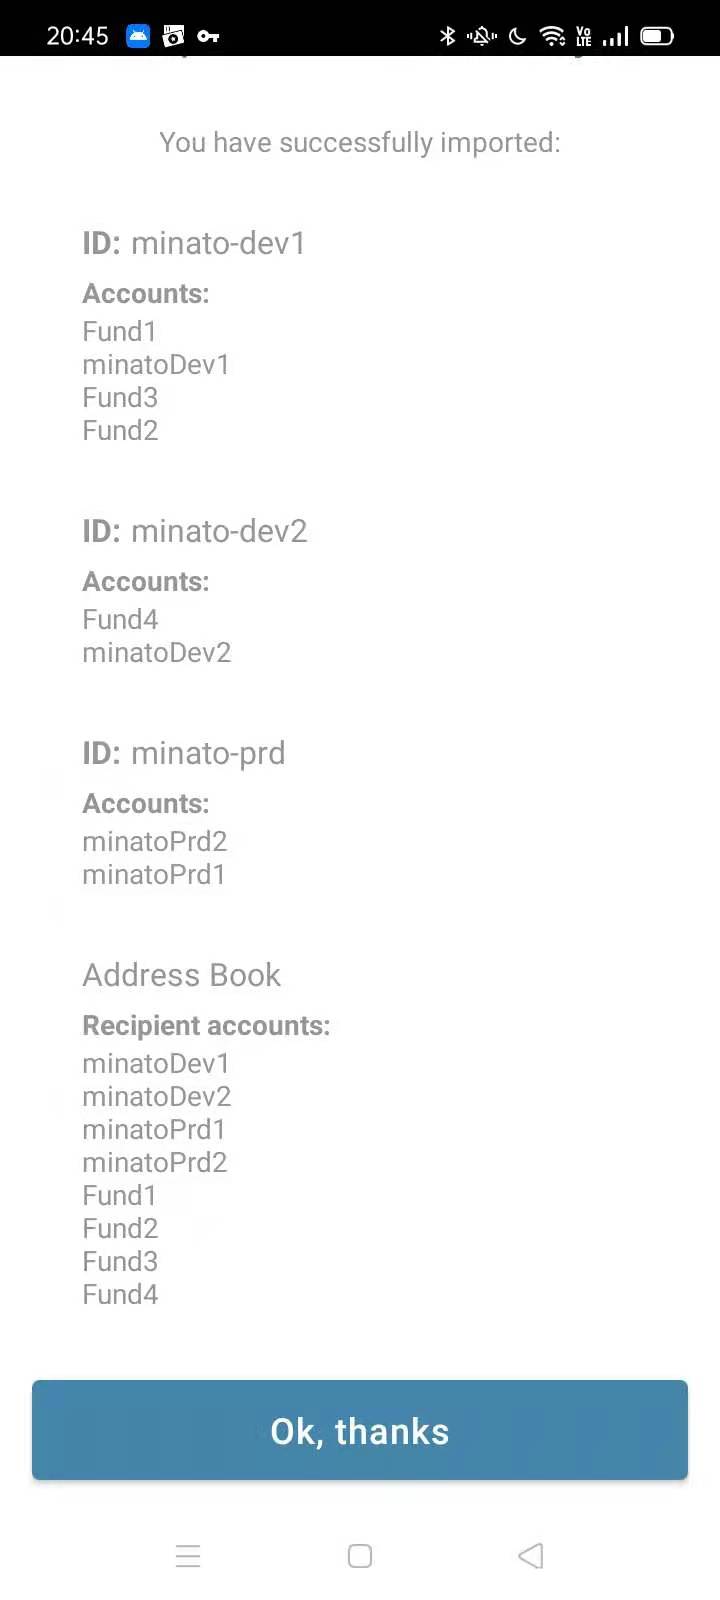 20:45
Vo
LTE
You have successfully imported:
ID: minato-dev1
Accounts:
Fund1
minatoDev1
Fund3
Fund2
ID: minato-dev2
Accounts:
Fund4
minatoDev2
ID: minato-prd
Accounts:
minatoPrd2
minatoPrd1
Address Book
Recipient accounts:
minatoDev1
minatoDev2
minatoPrd1
minatoPrd2
Fund1
Fund2
Fund3
Fund4
Ok, thanks